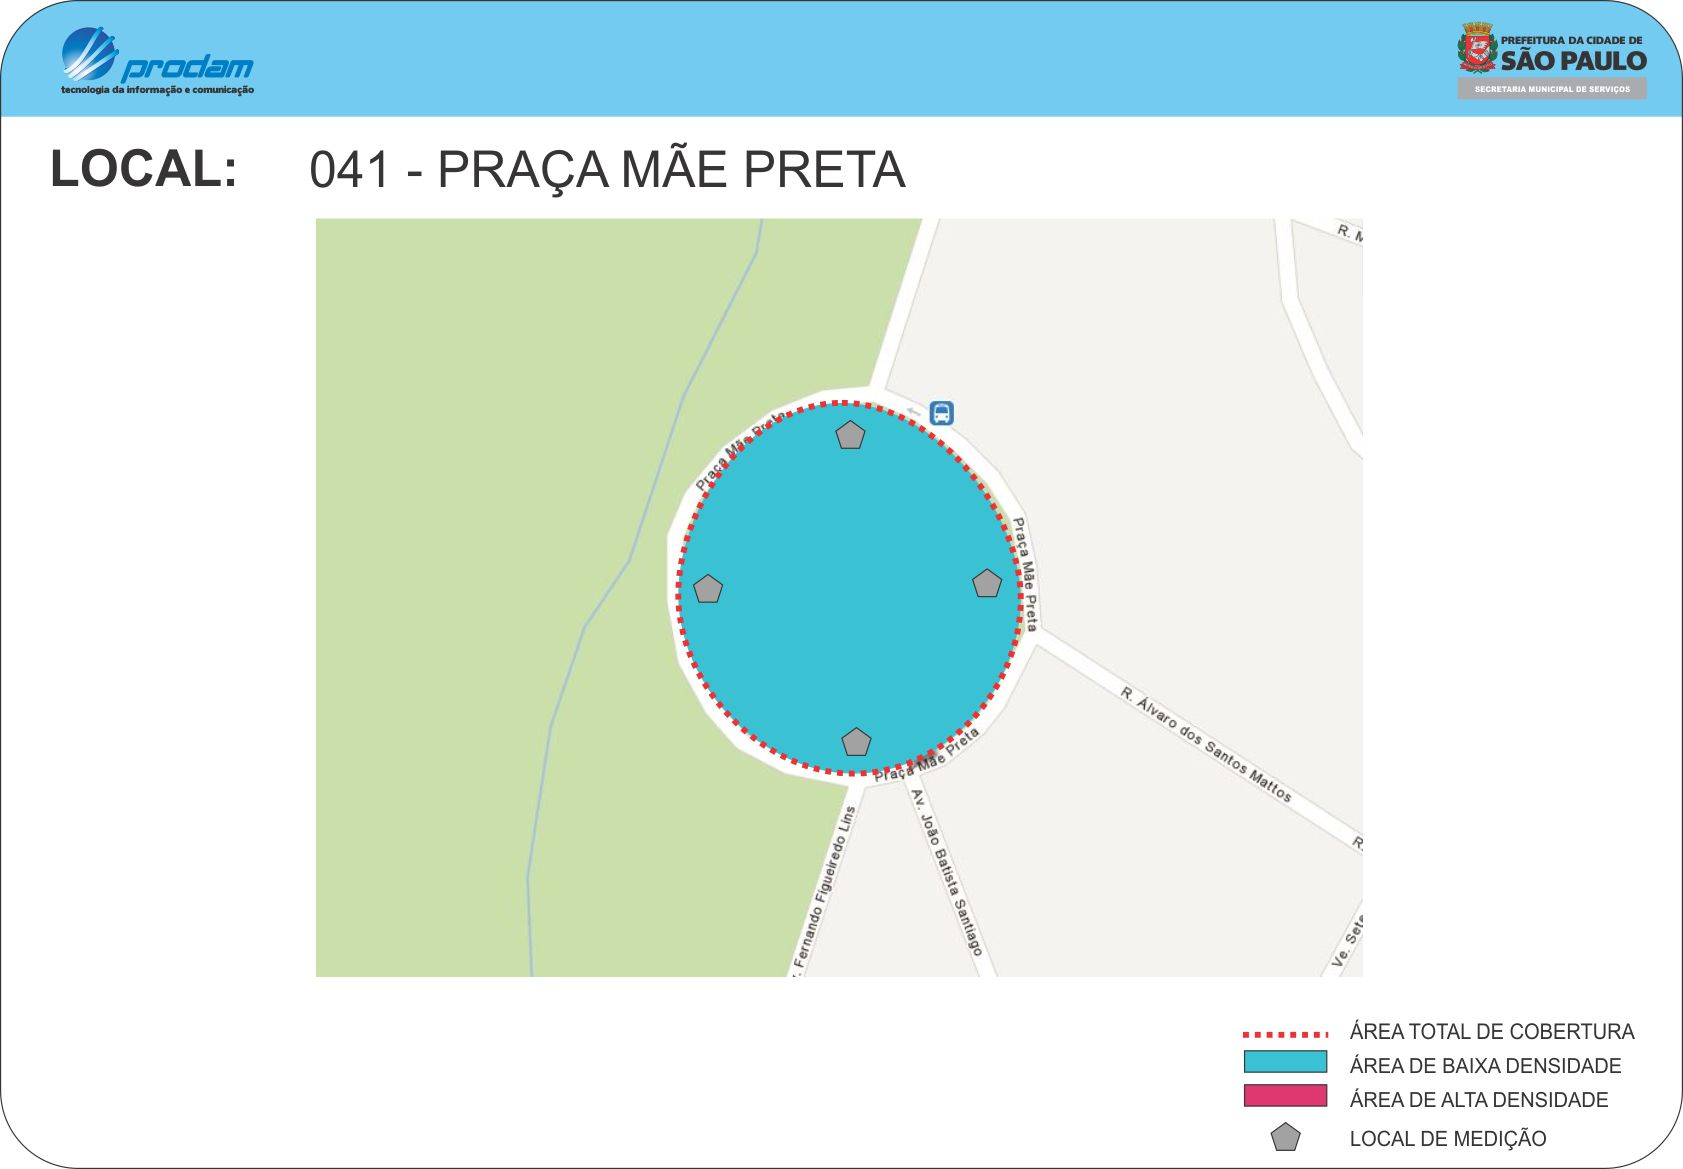 prodam
tecnologia da informação e comunicação
PREFEITURA DA CIDADE DE
SÃO PAULO
SECRETARIA MUNICIPAL DE SERVIÇOS
LOCAL: 041 - PRAÇA MÃE PRETA
R. M
Praça Mãe Preta
Praça Mãe Preta
R. Álvaro dos Santos Mattos
R.
Praça Mãe Preta
Av. João Batista Santiago
. Fernando Figueiredo Lins
Ve. Sete
ÁREA TOTAL DE COBERTURA
ÁREA DE BAIXA DENSIDADE
ÁREA DE ALTA DENSIDADE
LOCAL DE MEDIÇÃO